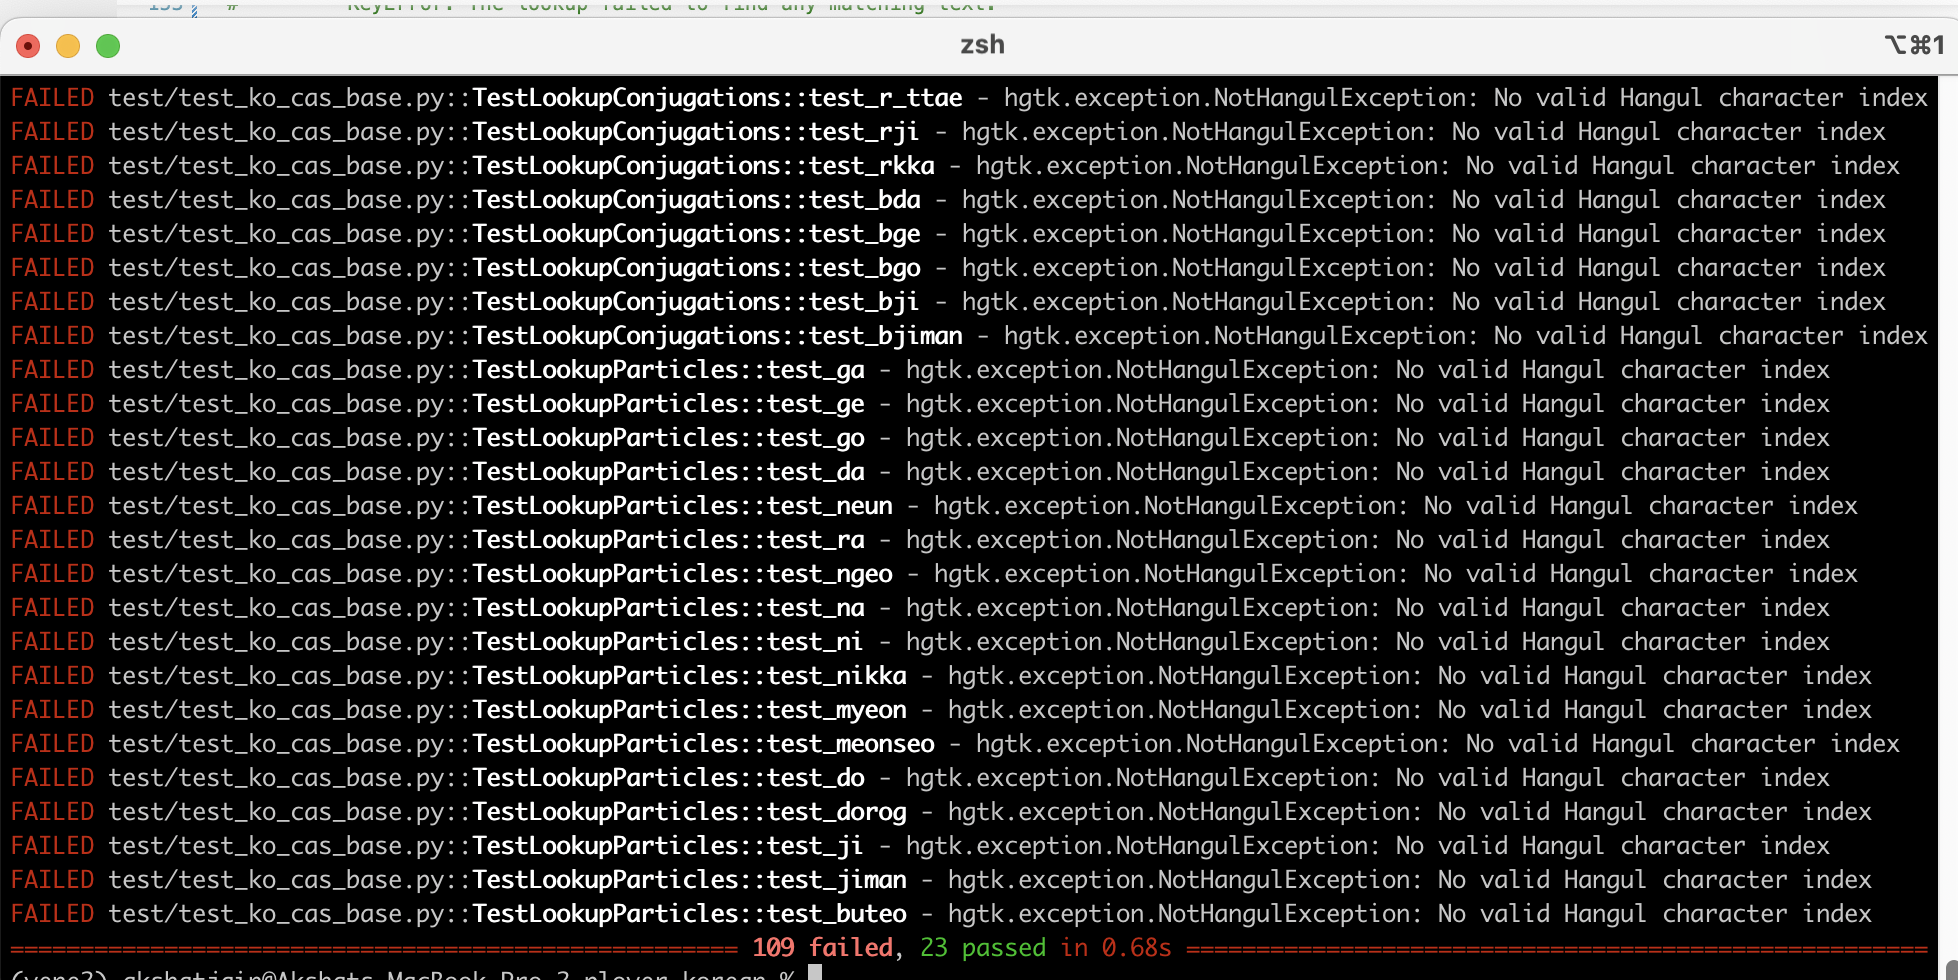 155 # KeyError: The lookup failed to find any matching text.
zsh
⌥⌘1
FAILED test/test_ko_cas_base.py::TestLookupConjugations::test_r_ttae - hgtk.exception.NotHangulException: No valid Hangul character index
FAILED test/test_ko_cas_base.py::TestLookupConjugations::test_rji - hgtk.exception.NotHangulException: No valid Hangul character index
FAILED test/test_ko_cas_base.py::TestLookupConjugations::test_rkka - hgtk.exception.NotHangulException: No valid Hangul character index
FAILED test/test_ko_cas_base.py::TestLookupConjugations::test_bda - hgtk.exception.NotHangulException: No valid Hangul character index
FAILED test/test_ko_cas_base.py::TestLookupConjugations::test_bge - hgtk.exception.NotHangulException: No valid Hangul character index
FAILED test/test_ko_cas_base.py::TestLookupConjugations::test_bgo - hgtk.exception.NotHangulException: No valid Hangul character index
FAILED test/test_ko_cas_base.py::TestLookupConjugations::test_bji - hgtk.exception.NotHangulException: No valid Hangul character index
FAILED test/test_ko_cas_base.py::TestLookupConjugations::test_bjiman - hgtk.exception.NotHangulException: No valid Hangul character index
FAILED test/test_ko_cas_base.py::TestLookupParticles::test_ga - hgtk.exception.NotHangulException: No valid Hangul character index
FAILED test/test_ko_cas_base.py::TestLookupParticles::test_ge - hgtk.exception.NotHangulException: No valid Hangul character index
FAILED test/test_ko_cas_base.py::TestLookupParticles::test_go - hgtk.exception.NotHangulException: No valid Hangul character index
FAILED test/test_ko_cas_base.py::TestLookupParticles::test_da - hgtk.exception.NotHangulException: No valid Hangul character index
FAILED test/test_ko_cas_base.py::TestLookupParticles::test_neun - hgtk.exception.NotHangulException: No valid Hangul character index
FAILED test/test_ko_cas_base.py::TestLookupParticles::test_ra - hgtk.exception.NotHangulException: No valid Hangul character index
FAILED test/test_ko_cas_base.py::TestLookupParticles::test_ngeo - hgtk.exception.NotHangulException: No valid Hangul character index
FAILED test/test_ko_cas_base.py::TestLookupParticles::test_na - hgtk.exception.NotHangulException: No valid Hangul character index
FAILED test/test_ko_cas_base.py::TestLookupParticles::test_ni - hgtk.exception.NotHangulException: No valid Hangul character index
FAILED test/test_ko_cas_base.py::TestLookupParticles::test_nikka - hgtk.exception.NotHangulException: No valid Hangul character index
FAILED test/test_ko_cas_base.py::TestLookupParticles::test_myeon - hgtk.exception.NotHangulException: No valid Hangul character index
FAILED test/test_ko_cas_base.py::TestLookupParticles::test_meonseo - hgtk.exception.NotHangulException: No valid Hangul character index
FAILED test/test_ko_cas_base.py::TestLookupParticles::test_do - hgtk.exception.NotHangulException: No valid Hangul character index
FAILED test/test_ko_cas_base.py::TestLookupParticles::test_dorog - hgtk.exception.NotHangulException: No valid Hangul character index
FAILED test/test_ko_cas_base.py::TestLookupParticles::test_ji - hgtk.exception.NotHangulException: No valid Hangul character index
FAILED test/test_ko_cas_base.py::TestLookupParticles::test_jiman - hgtk.exception.NotHangulException: No valid Hangul character index
FAILED test/test_ko_cas_base.py::TestLookupParticles::test_buteo - hgtk.exception.NotHangulException: No valid Hangul character index
109 failed, 23 passed in 0.68s
(venv3) akshatjain@Akshats-MacBook-Pro-2 plover_korean %